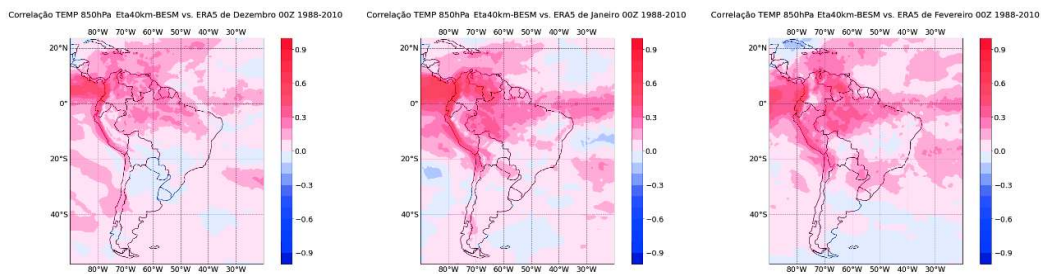 Correlação TEMP 850hPa Eta40km-BESM vs. ERA5 de Dezembro 00Z 1988-2010
80°W 70°W 60°W 50°W 40°W 30°W
20°N
0°
20°S
40°S
80°W 70°W 60°W 50°W 40°W 30°W
0.9
0.6
0.3
0.0
−0.3
−0.6
−0.9
Correlação TEMP 850hPa Eta40km-BESM vs. ERA5 de Janeiro 00Z 1988-2010
80°W 70°W 60°W 50°W 40°W 30°W
20°N
0°
20°S
40°S
80°W 70°W 60°W 50°W 40°W 30°W
0.9
0.6
0.3
0.0
−0.3
−0.6
−0.9
Correlação TEMP 850hPa Eta40km-BESM vs. ERA5 de Fevereiro 00Z 1988-2010
80°W 70°W 60°W 50°W 40°W 30°W
20°N
0°
20°S
40°S
80°W 70°W 60°W 50°W 40°W 30°W
0.9
0.6
0.3
0.0
−0.3
−0.6
−0.9